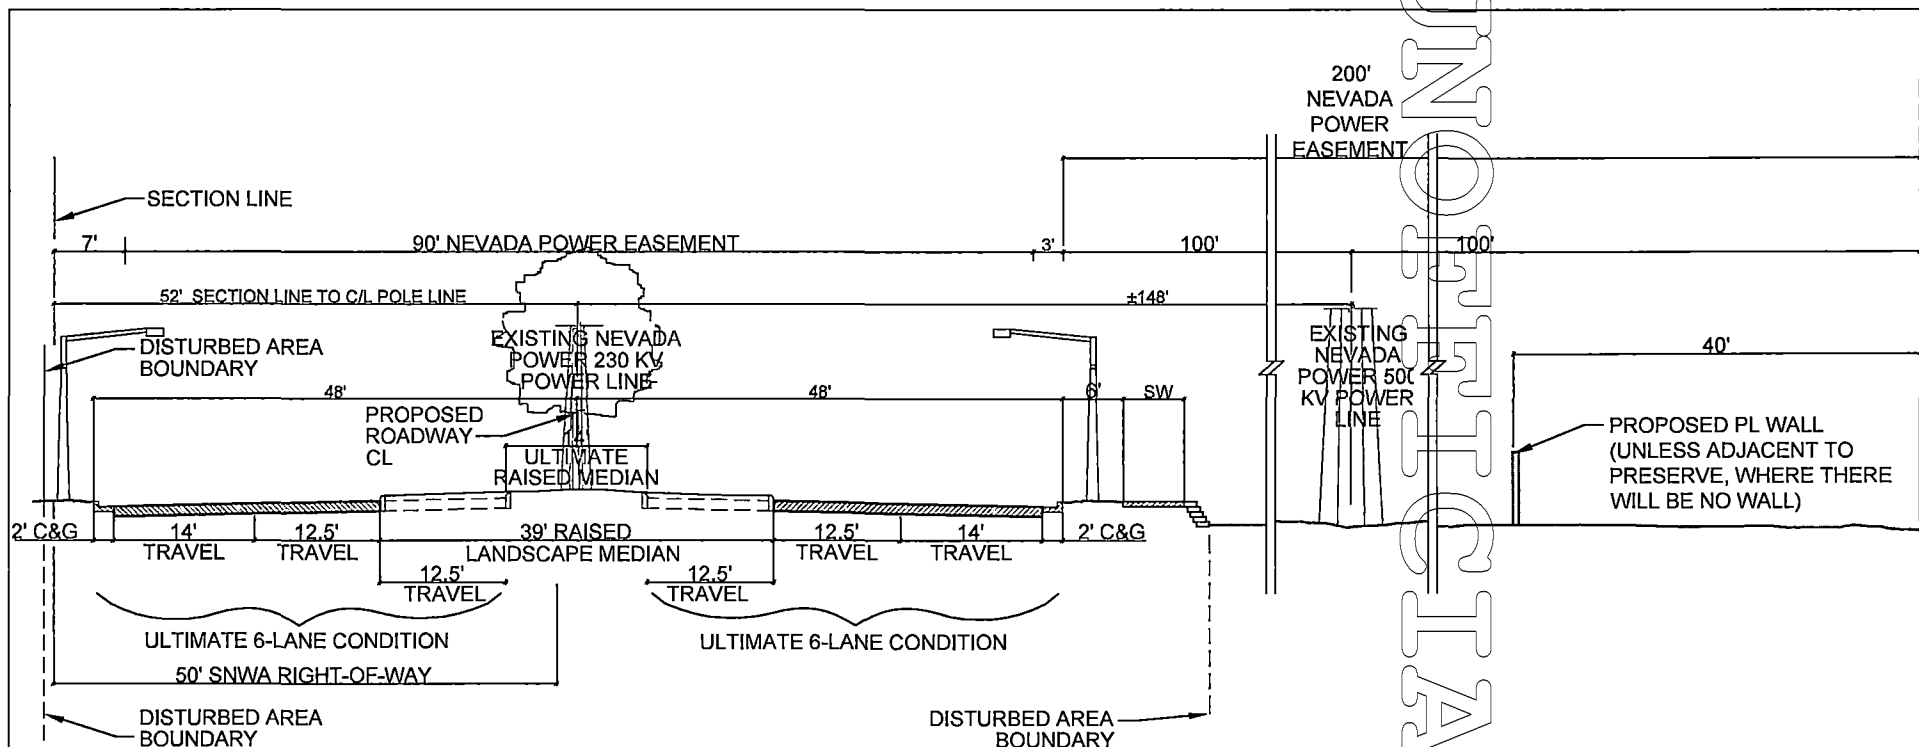 200'
NEVADA
POWER
EASEMENT
SECTION LINE
7'
90' NEVADA POWER EASEMENT
3'
100'
100'
52' SECTION LINE TO C/L POLE LINE
±148'
DISTURBED AREA
BOUNDARY
EXISTING NEVADA
POWER 230 KV
POWER LINE
EXISTING
NEVADA
POWER 500
KV POWER
LINE
40'
48'
48'
6'
SW
PROPOSED
ROADWAY
CL
ULTIMATE
RAISED MEDIAN
PROPOSED PL WALL
(UNLESS ADJACENT TO
PRESERVE, WHERE THERE
WILL BE NO WALL)
2' C&G
14'
TRAVEL
12.5'
TRAVEL
39' RAISED
LANDSCAPE MEDIAN
12.5'
TRAVEL
14'
TRAVEL
2' C&G
12.5'
TRAVEL
12.5'
TRAVEL
ULTIMATE 6-LANE CONDITION
ULTIMATE 6-LANE CONDITION
50' SNWA RIGHT-OF-WAY
DISTURBED AREA
BOUNDARY
DISTURBED AREA
BOUNDARY
UNOFFICIA